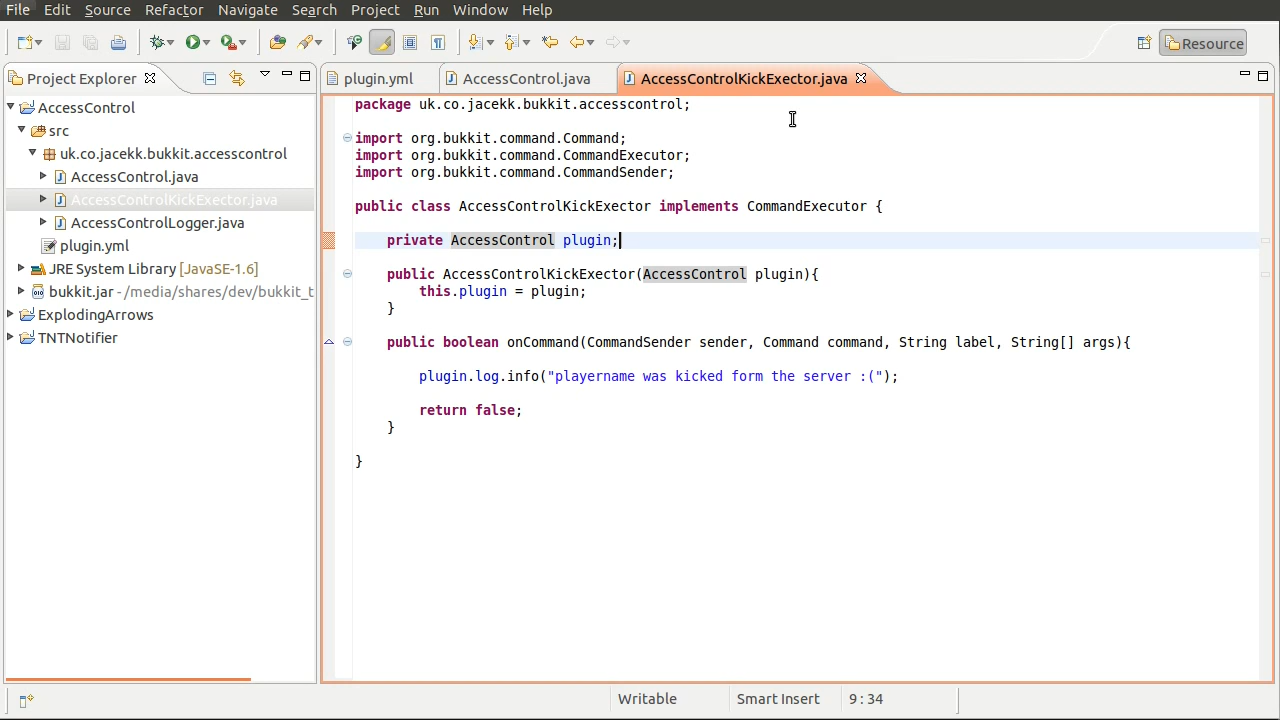 File Edit Source Refactor Navigate Search Project Run Window Help
Resource
Project Explorer
plugin.yml AccessControl.java AccessControlKickExector.java
AccessControl
src
uk.co.jacekk.bukkit.accesscontrol
AccessControl.java
AccessControlKickExector.java
AccessControlLogger.java
plugin.yml
JRE System Library [JavaSE-1.6]
bukkit.jar - /media/shares/dev/bukkit_t
ExplodingArrows
TNTNotifier
package uk.co.jacekk.bukkit.accesscontrol;
import org.bukkit.command.Command;
import org.bukkit.command.CommandExecutor;
import org.bukkit.command.CommandSender;
public class AccessControlKickExector implements CommandExecutor {
private AccessControl plugin;
public AccessControlKickExector(AccessControl plugin){
this.plugin = plugin;
}
public boolean onCommand(CommandSender sender, Command command, String label, String[] args){
plugin.log.info("playername was kicked form the server :(");
return false;
}
}
Writable Smart Insert 9 : 34